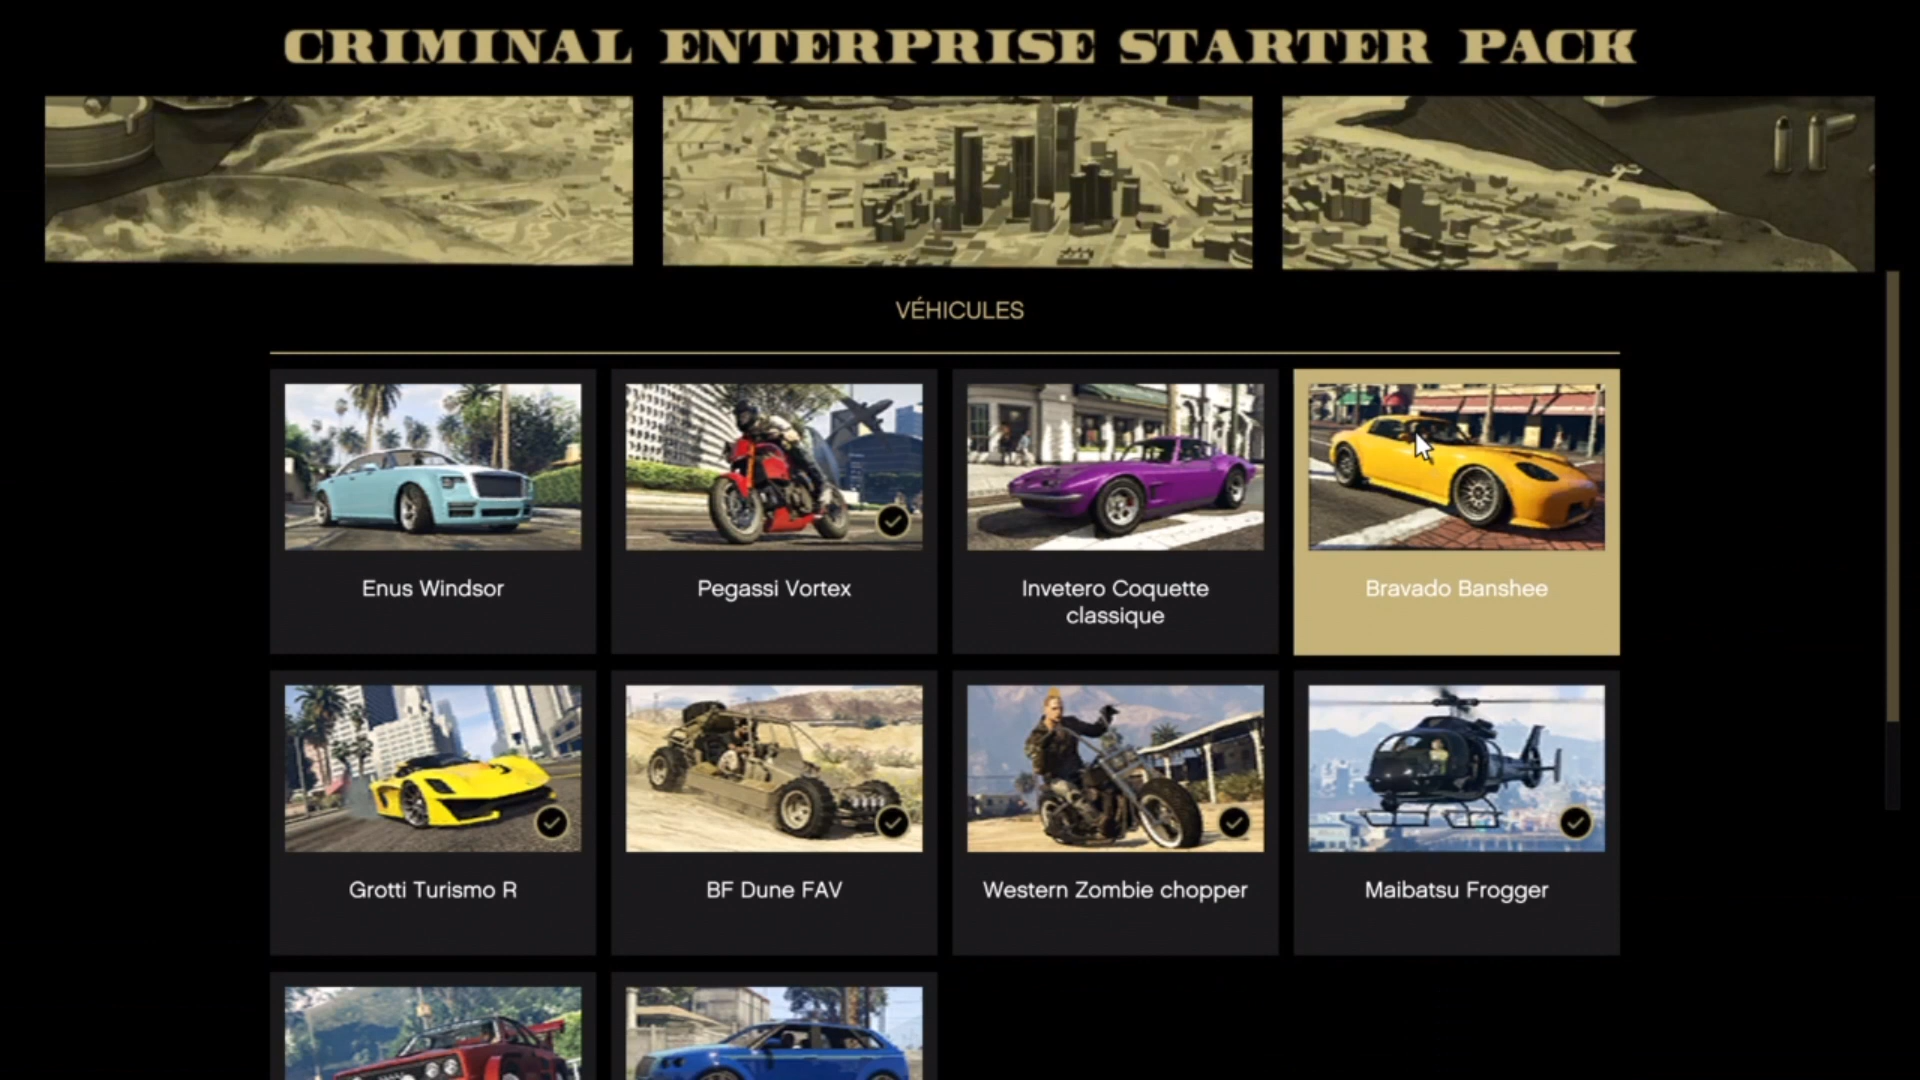 CRIMINAL ENTERPRISE STARTER PACK
VÉHICULES
Enus Windsor
Pegassi Vortex
Invetero Coquette
classique
Bravado Banshee
Grotti Turismo R
BF Dune FAV
Western Zombie chopper
Maibatsu Frogger